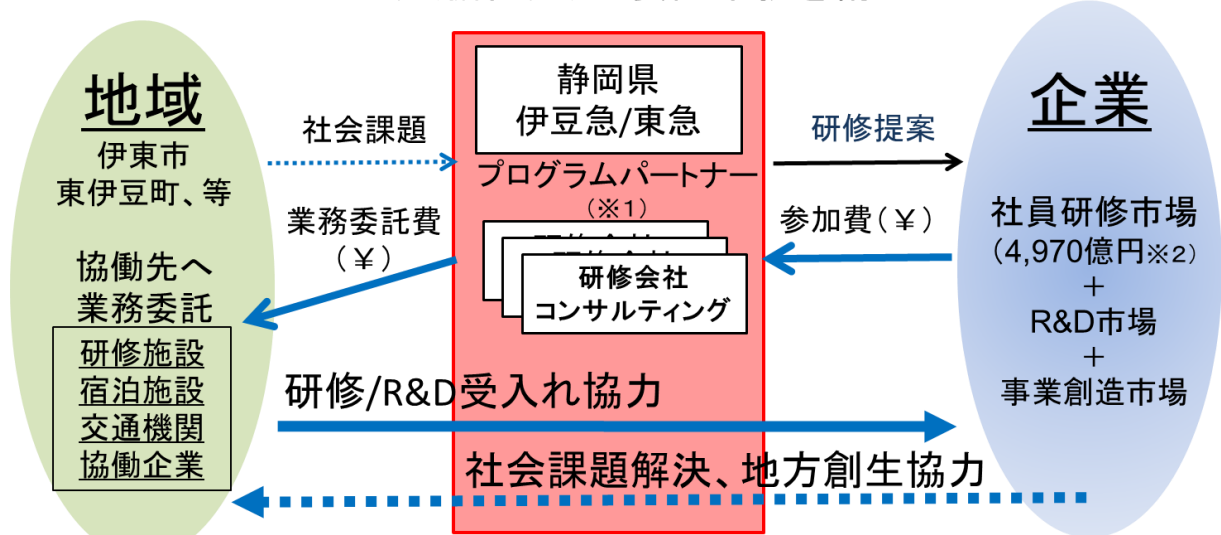 地域
伊東市
東伊豆町、等
協働先へ
業務委託
研修施設
宿泊施設
交通機関
協働企業
社会課題
業務委託費
（￥）
静岡県
伊豆急/東急
プログラムパートナー
（※1）
研修会社
コンサルティング
研修提案
参加費（￥）
企業
社員研修市場
（4,970億円※2）
＋
R&D市場
＋
事業創造市場
研修/R&D受入れ協力
社会課題解決、地方創生協力